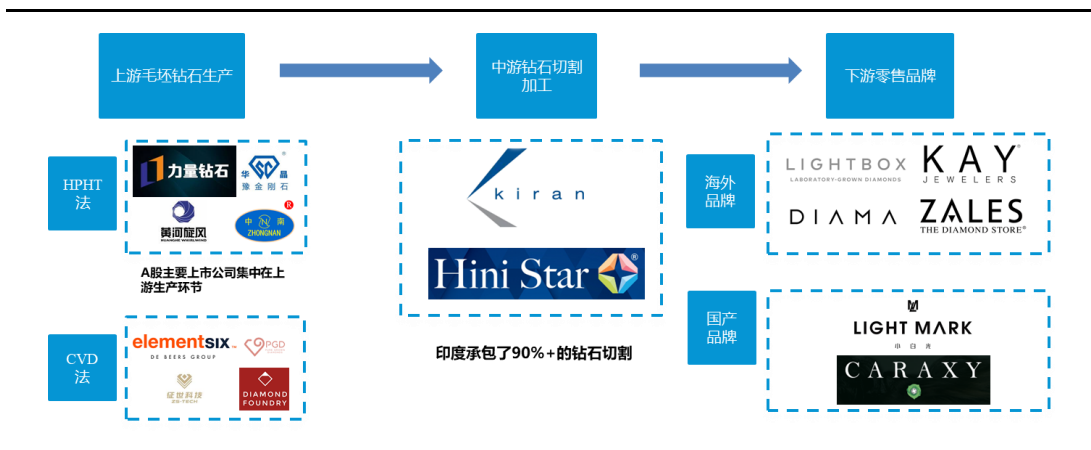 上游毛坯钻石生产
中游钻石切割
加工
下游零售品牌
HPHT
法
力量钻石
华晶
®
豫金刚石
黄河旋风
HUANGHE WHIRLWIND
中南
ZHONGNAN
®
A股主要上市公司集中在上
游生产环节
CVD
法
elementsix™
DE BEERS GROUP
PGD
征世科技
ZS-TECH
DIAMOND
FOUNDRY
kiran
Hini Star
®
印度承包了90%+的钻石切割
海外
品牌
LIGHTBOX
LABORATORY-GROWN DIAMONDS
KAY®
JEWELERS
DIAMA
ZALES
THE DIAMOND STORE®
国产
品牌
LIGHT MARK
小白光
CARAXY